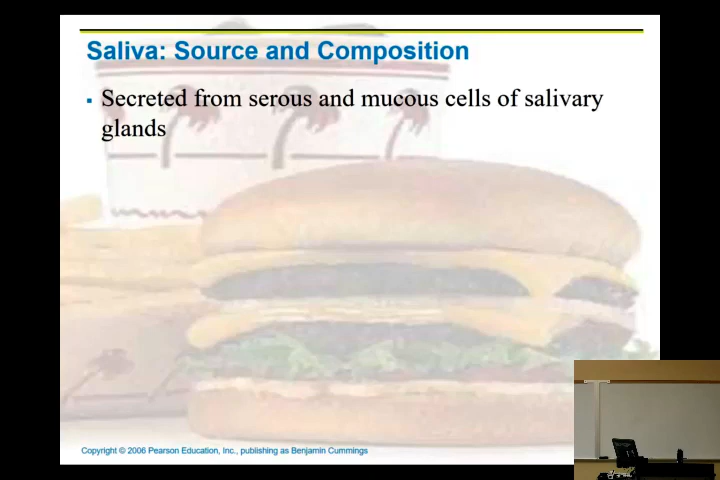 Saliva: Source and Composition
▪ Secreted from serous and mucous cells of salivary
glands
Copyright © 2006 Pearson Education, Inc., publishing as Benjamin Cummings